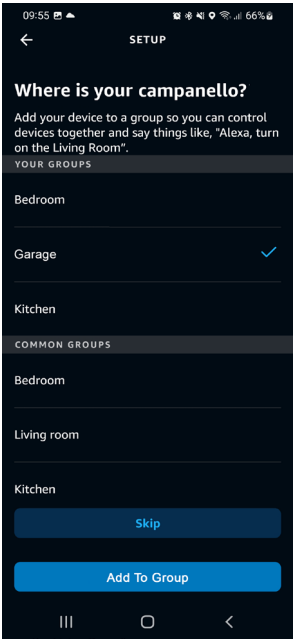 09:55 66%
SETUP
Where is your campanello?
Add your device to a group so you can control
devices together and say things like, "Alexa, turn
on the Living Room".
YOUR GROUPS
Bedroom
Garage
Kitchen
COMMON GROUPS
Bedroom
Living room
Kitchen
Skip
Add To Group